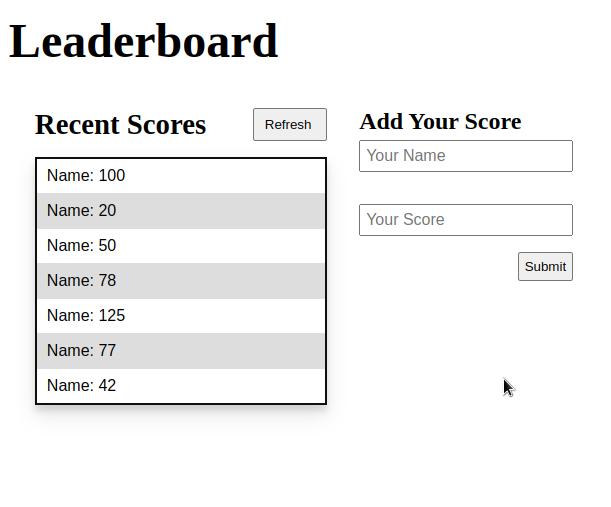 Leaderboard
Recent Scores
Refresh
Name: 100
Name: 20
Name: 50
Name: 78
Name: 125
Name: 77
Name: 42
Add Your Score
Your Name
Your Score
Submit